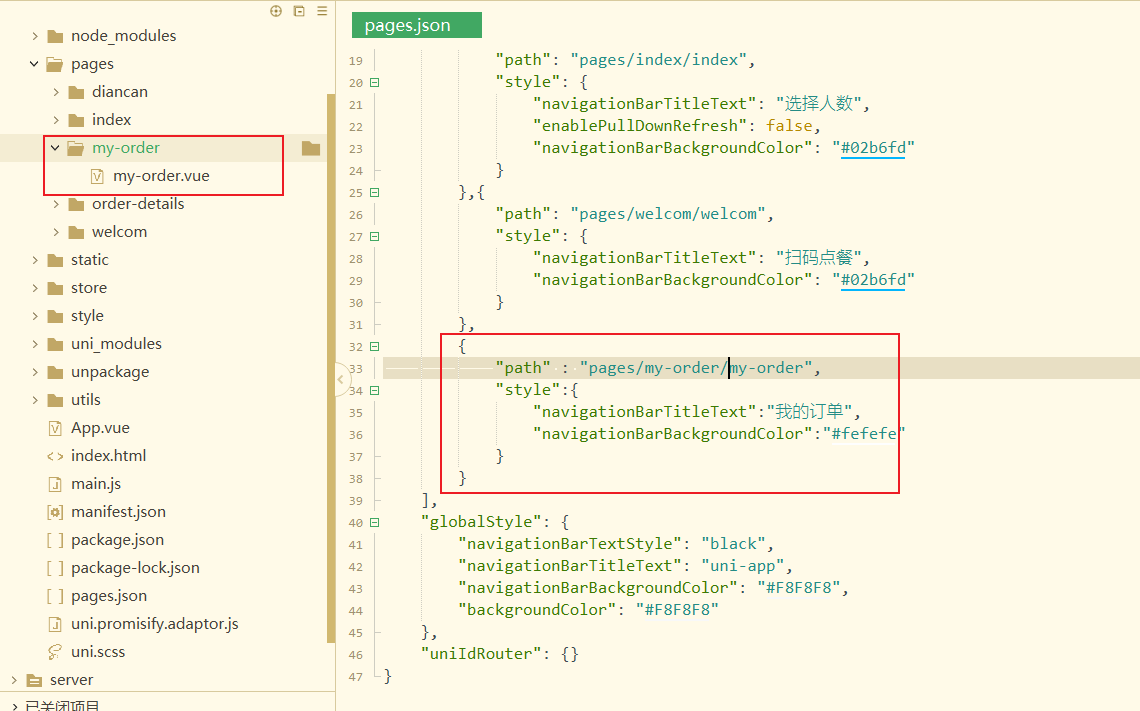 node_modules
pages
diancan
index
my-order
my-order.vue
order-details
welcom
static
store
style
uni_modules
unpackage
utils
App.vue
index.html
main.js
manifest.json
package.json
package-lock.json
pages.json
uni.promisify.adaptor.js
uni.scss
server
已关闭项目
pages.json
19 "path": "pages/index/index",
20 "style": {
21 "navigationBarTitleText": "选择人数",
22 "enablePullDownRefresh": false,
23 "navigationBarBackgroundColor": "#02b6fd"
24 }
25 },{
26 "path": "pages/welcom/welcom",
27 "style": {
28 "navigationBarTitleText": "扫码点餐",
29 "navigationBarBackgroundColor": "#02b6fd"
30 }
31 },
32 {
33 "path" : "pages/my-order/my-order",
34 "style":{
35 "navigationBarTitleText":"我的订单",
36 "navigationBarBackgroundColor":"#fefefe"
37 }
38 }
39 ],
40 "globalStyle": {
41 "navigationBarTextStyle": "black",
42 "navigationBarTitleText": "uni-app",
43 "navigationBarBackgroundColor": "#F8F8F8",
44 "backgroundColor": "#F8F8F8"
45 },
46 "uniIdRouter": {}
47 }